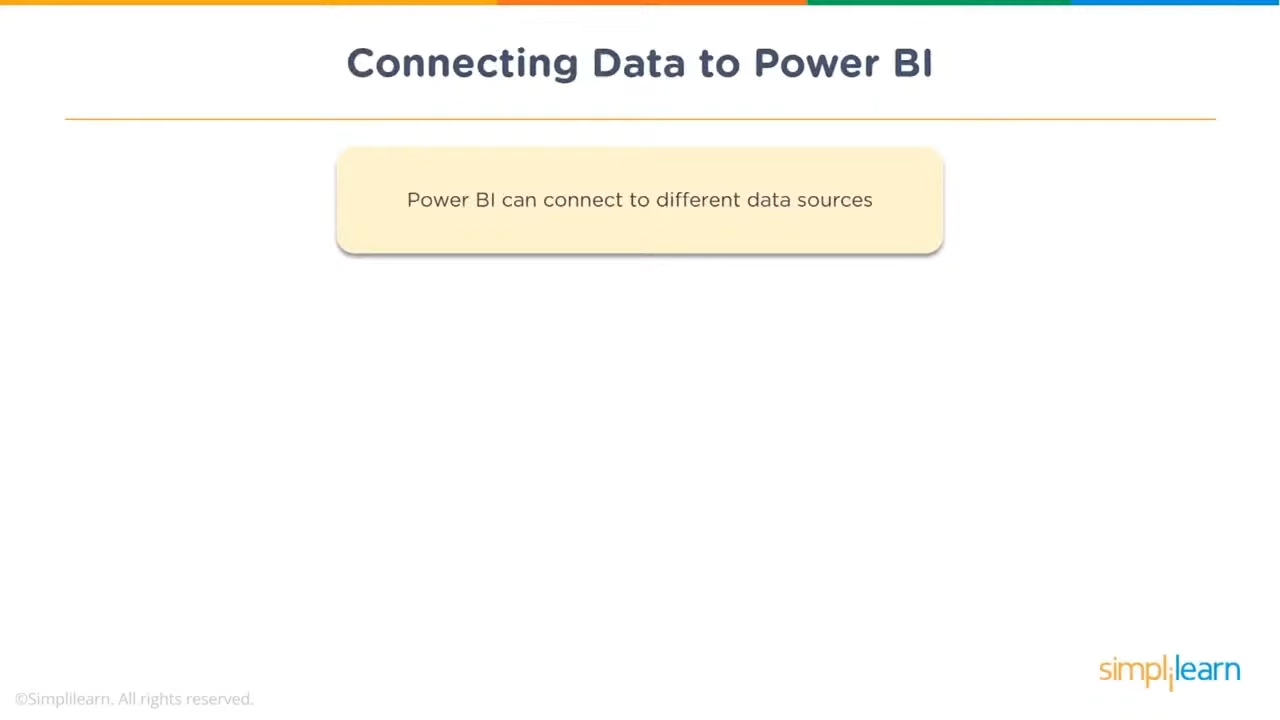 Connecting Data to Power BI
Power BI can connect to different data sources
simplilearn
©Simplilearn. All rights reserved.